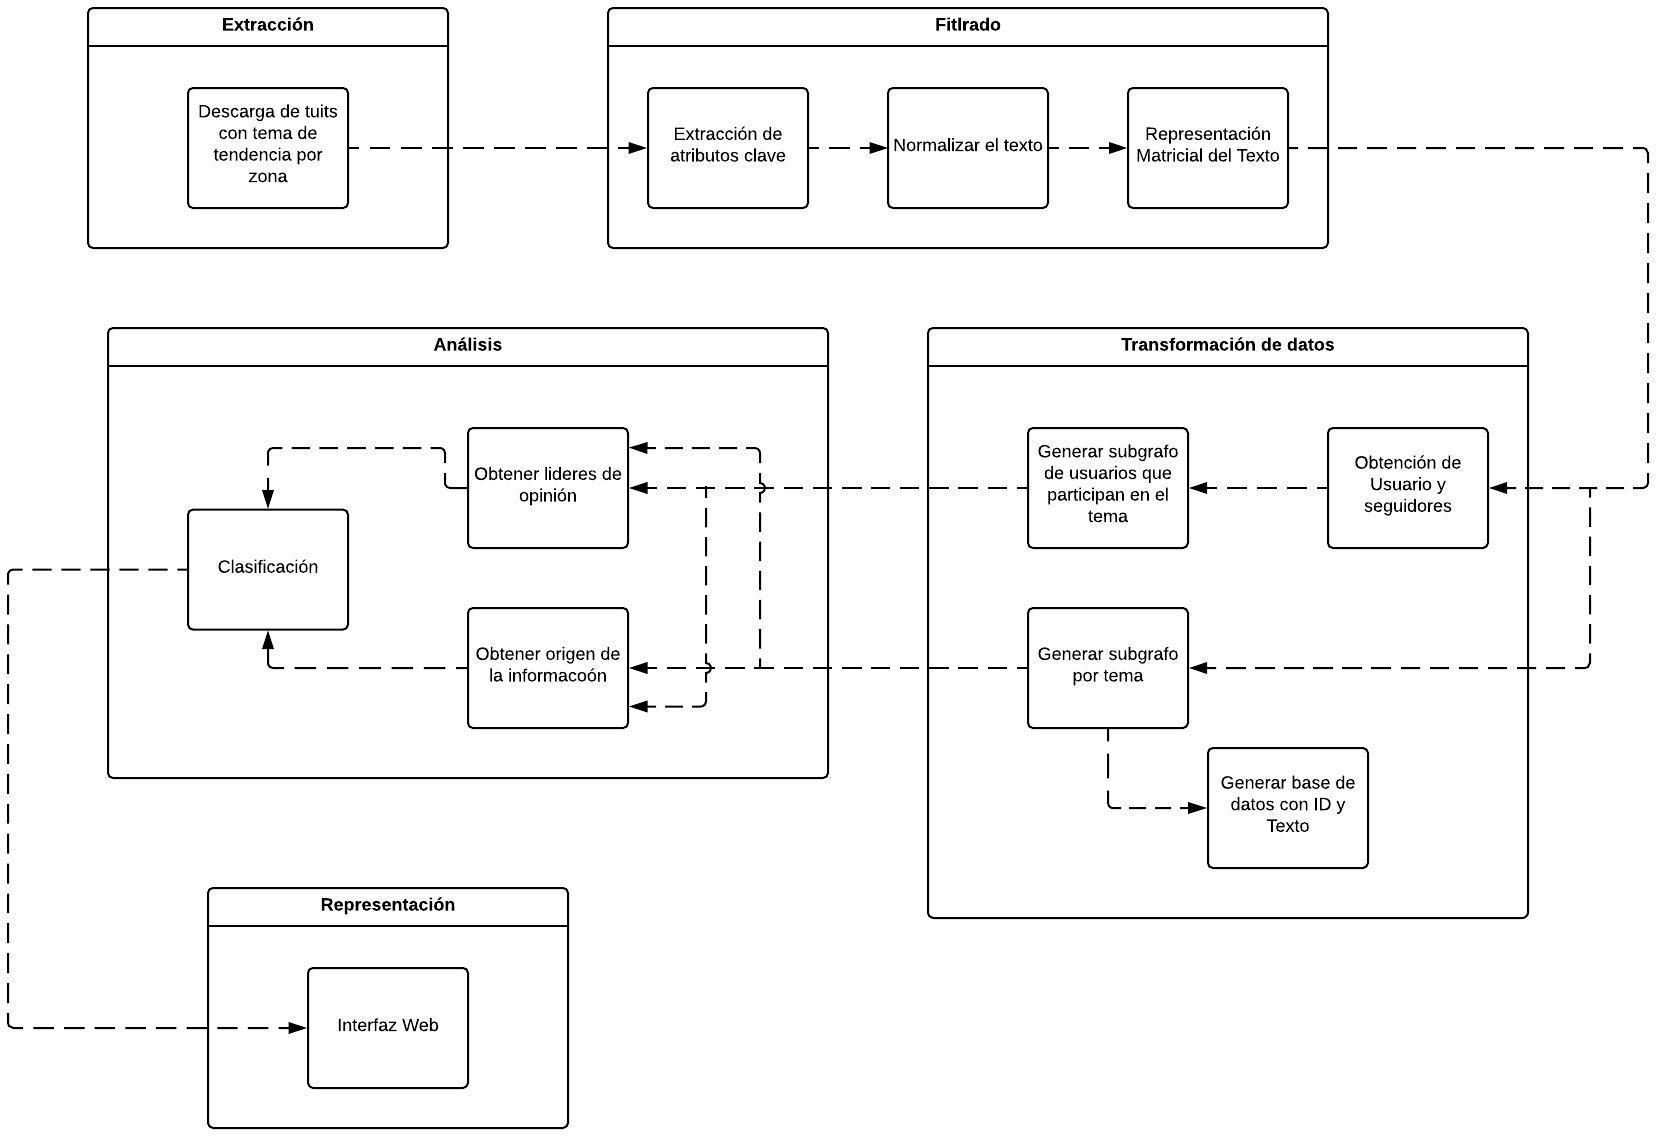 Extracción
Descarga de tuits
con tema de
tendencia por
zona
Fitlrado
Extracción de
atributos clave
Normalizar el texto
Representación
Matricial del Texto
Análisis
Obtener lideres de
opinión
Clasificación
Obtener origen de
la informacoón
Transformación de datos
Generar subgrafo
de usuarios que
participan en el
tema
Obtención de
Usuario y
seguidores
Generar subgrafo
por tema
Generar base de
datos con ID y
Texto
Representación
Interfaz Web